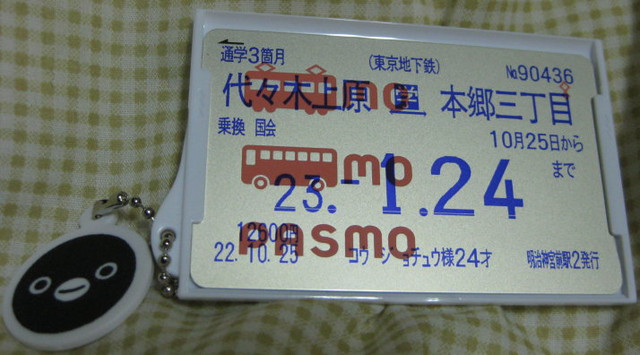 通学3箇月 (東京地下鉄) №90436
代々木上原 本郷三丁目
乗換 国会 10月25日から
23.-1.24 まで
mo
mo
PASMO
12600円
22.10.25 コウ ショチュウ様24才 明治神宮前駅2発行